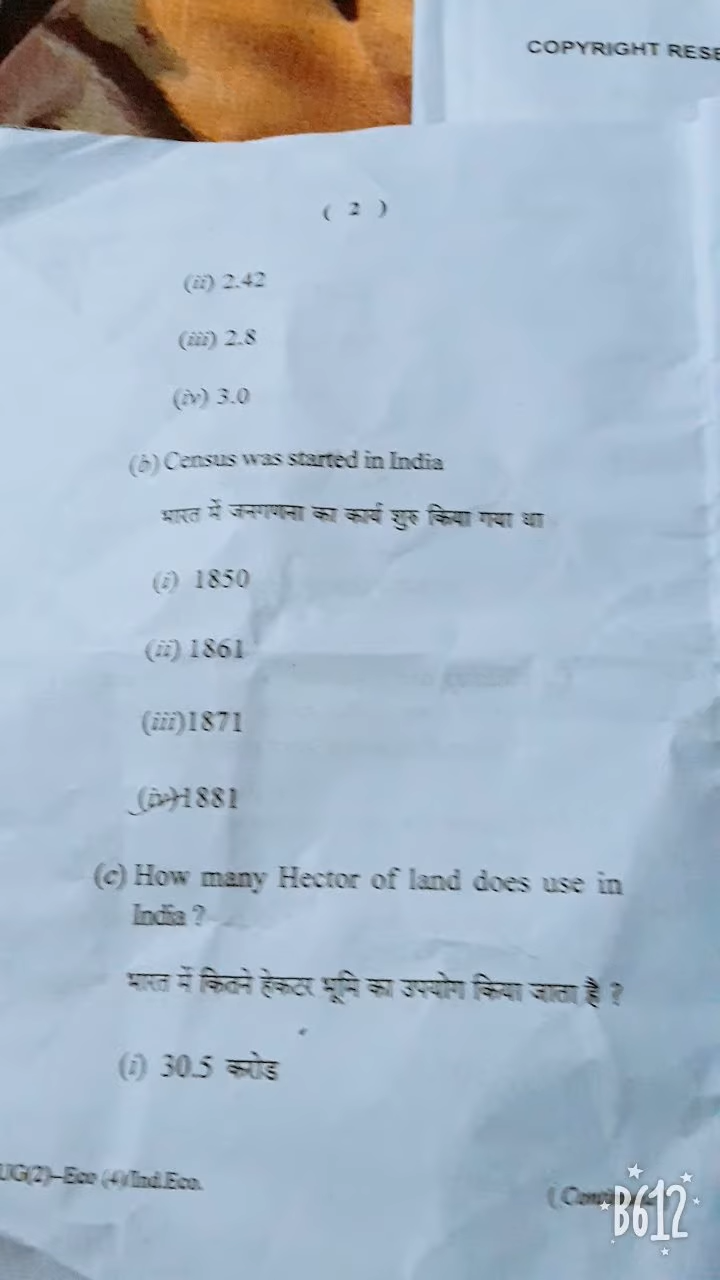 COPYRIGHT RESE
( 2 )
(ii) 2.42
(iii) 2.8
(iv) 3.0
(b) Census was started in India
भारत में जनगणना का कार्य शुरु किया गया था
(i) 1850
(ii) 1861
(iii) 1871
(iv) 1881
(c) How many Hector of land does use in
India ?
भारत में कितने हेकटर भूमि का उपयोग किया जाता है ?
(i) 30.5 करोड
UG(2)–Eco (4)/Ind.Eco.
B612